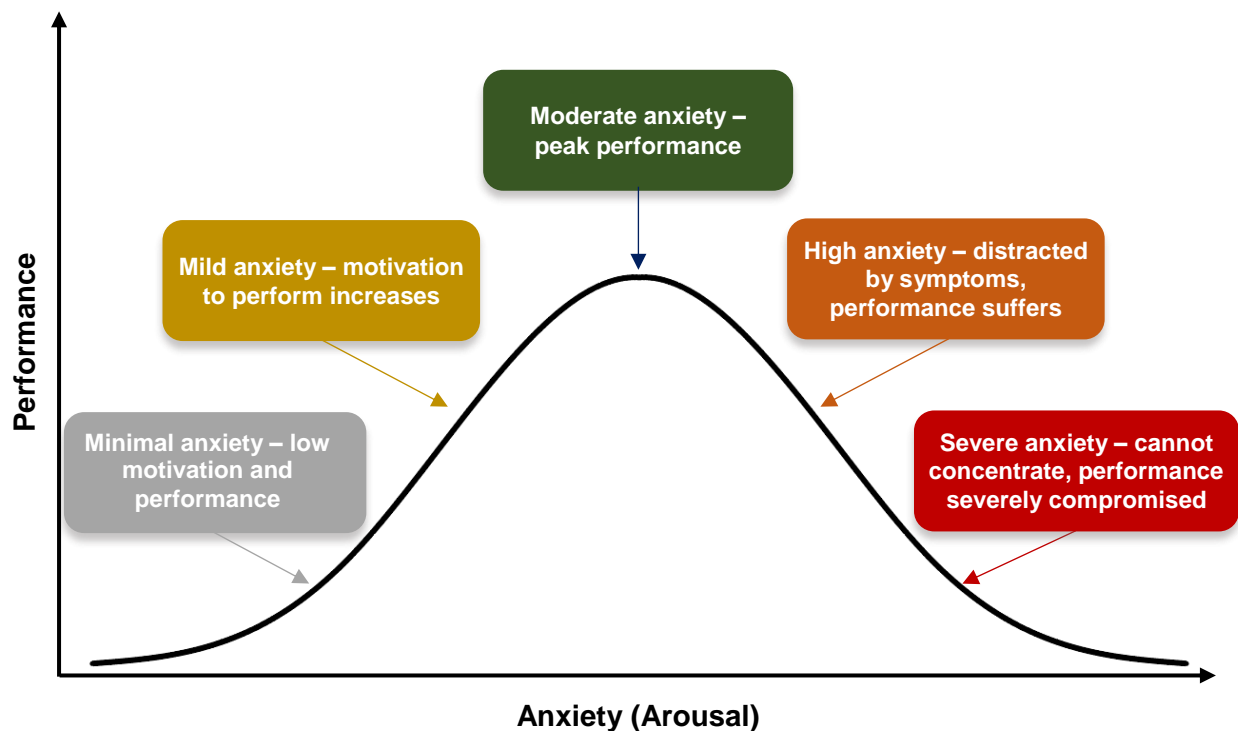 Moderate anxiety –
peak performance
Mild anxiety – motivation
to perform increases
High anxiety – distracted
by symptoms,
performance suffers
Minimal anxiety – low
motivation and
performance
Severe anxiety – cannot
concentrate, performance
severely compromised
Performance
Anxiety (Arousal)